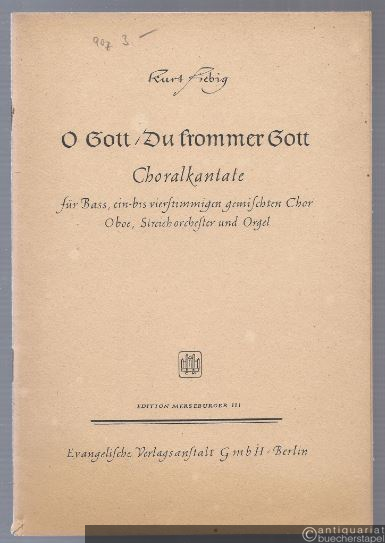 3.–
Kurt Fiebig
O Gott / Du frommer Gott
Choralkantate
für Bass, ein-bis vierstimmigen gemischten Chor
Oboe, Streichorchester und Orgel
EDITION MERSEBURGER 111
Evangelische Verlagsanstalt GmbH · Berlin
antiquariat
buecherstapel